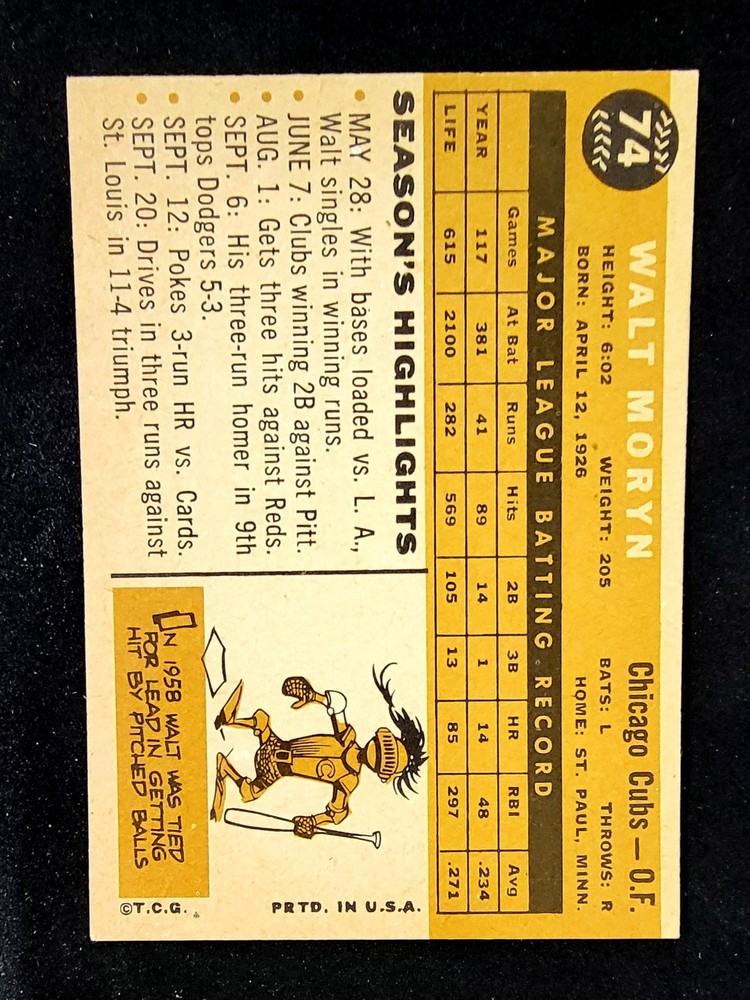 74
WALT MORYN Chicago Cubs — O.F.
HEIGHT: 6:02 WEIGHT: 205 BATS: L THROWS: R
BORN: APRIL 12, 1926 HOME: ST. PAUL, MINN.
MAJOR LEAGUE BATTING RECORD
Games At Bat Runs Hits 2B 3B HR RBI Avg
YEAR 117 381 41 89 14 1 14 48 .234
LIFE 615 2100 282 569 105 13 85 297 .271
SEASON'S HIGHLIGHTS
• MAY 28: With bases loaded vs. L. A.,
Walt singles in winning runs.
• JUNE 7: Clubs winning 2B against Pitt.
• AUG. 1: Gets three hits against Reds.
• SEPT. 6: His three-run homer in 9th
tops Dodgers 5-3.
• SEPT. 12: Pokes 3-run HR vs. Cards.
• SEPT. 20: Drives in three runs against
St. Louis in 11-4 triumph.
C
IN 1958 WALT WAS TIED
FOR LEAD IN GETTING
HIT BY PITCHED BALLS
©T.C.G. PRTD. IN U.S.A.